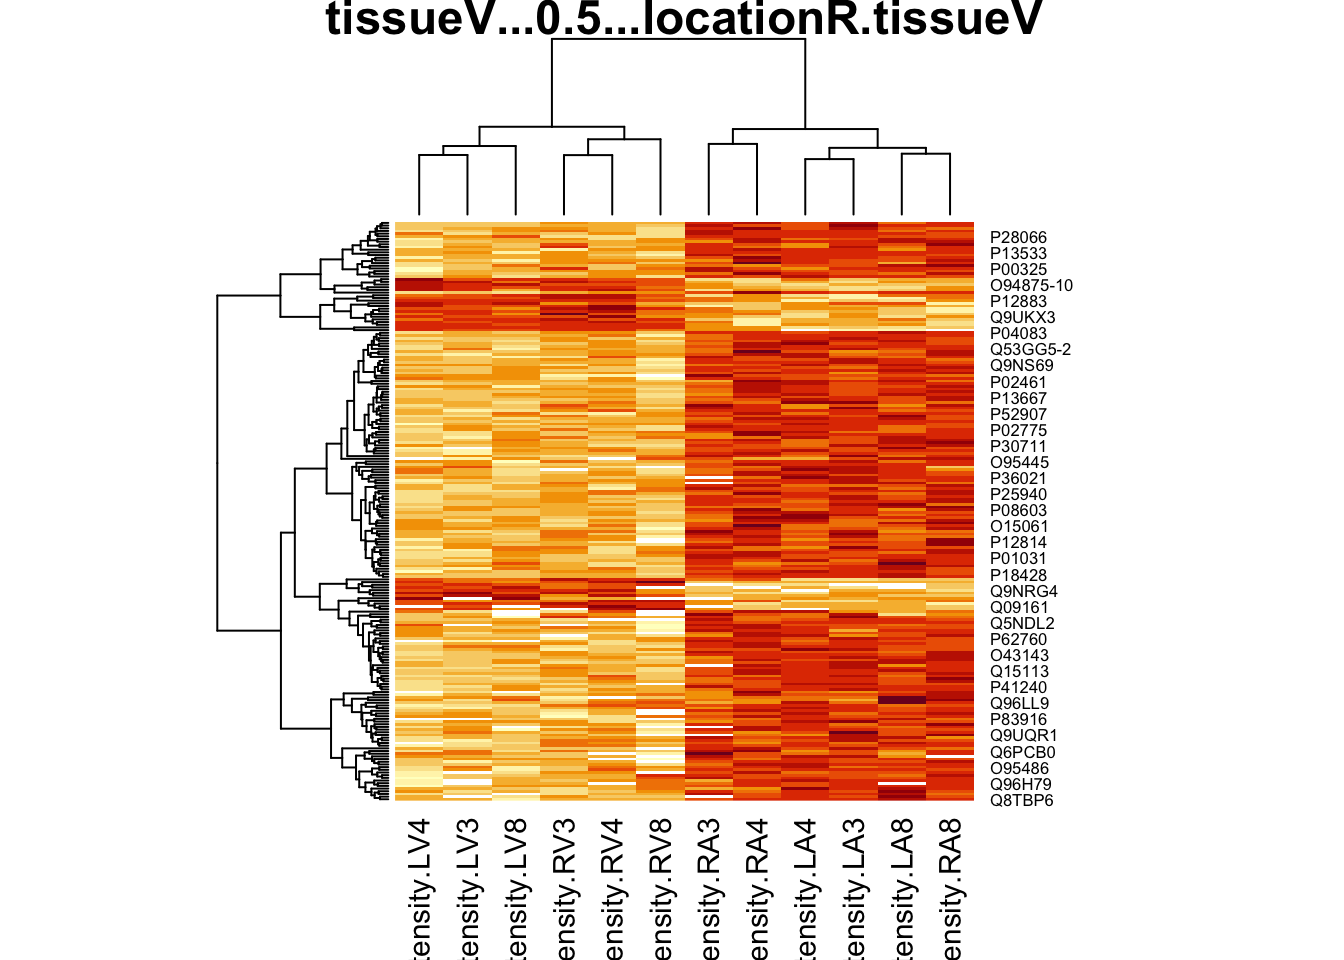 tissueV...0.5...locationR.tissueV
P28066
P13533
P00325
O94875-10
P12883
Q9UKX3
P04083
Q53GG5-2
Q9NS69
P02461
P13667
P52907
P02775
P30711
O95445
P36021
P25940
P08603
O15061
P12814
P01031
P18428
Q9NRG4
Q09161
Q5NDL2
P62760
O43143
Q15113
P41240
Q96LL9
P83916
Q9UQR1
Q6PCB0
O95486
Q96H79
Q8TBP6
tensity.LV4
tensity.LV3
tensity.LV8
ensity.RV3
ensity.RV4
ensity.RV8
ensity.RA3
ensity.RA4
tensity.LA4
tensity.LA3
tensity.LA8
ensity.RA8